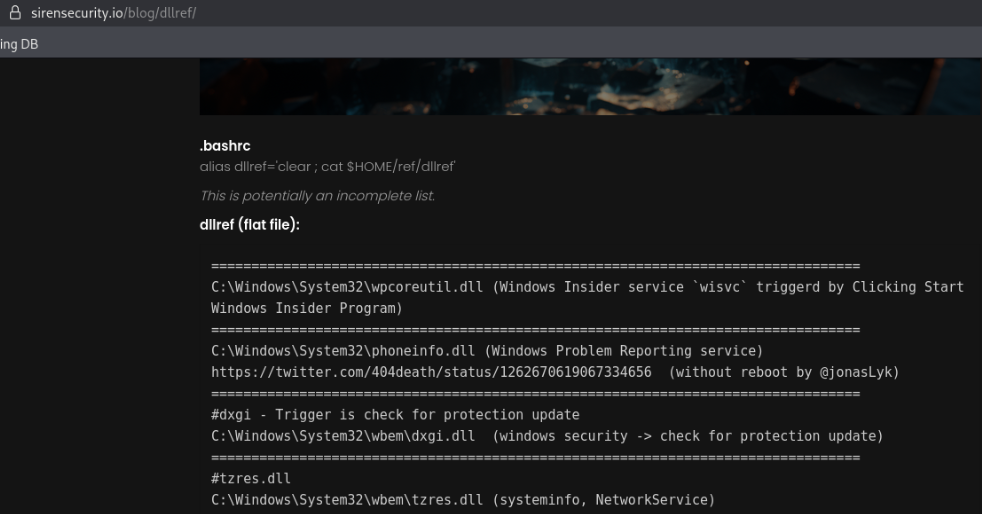 sirensecurity.io/blog/dllref/
ing DB
.bashrc
alias dllref='clear ; cat $HOME/ref/dllref'
This is potentially an incomplete list.
dllref (flat file):
=================================================================================
C:\Windows\System32\wpcoreutil.dll (Windows Insider service `wisvc` triggerd by Clicking Start
Windows Insider Program)
=================================================================================
C:\Windows\System32\phoneinfo.dll (Windows Problem Reporting service)
https://twitter.com/404death/status/1262670619067334656  (without reboot by @jonasLyk)
=================================================================================
#dxgi - Trigger is check for protection update
C:\Windows\System32\wbem\dxgi.dll  (windows security -> check for protection update)
=================================================================================
#tzres.dll
C:\Windows\System32\wbem\tzres.dll (systeminfo, NetworkService)